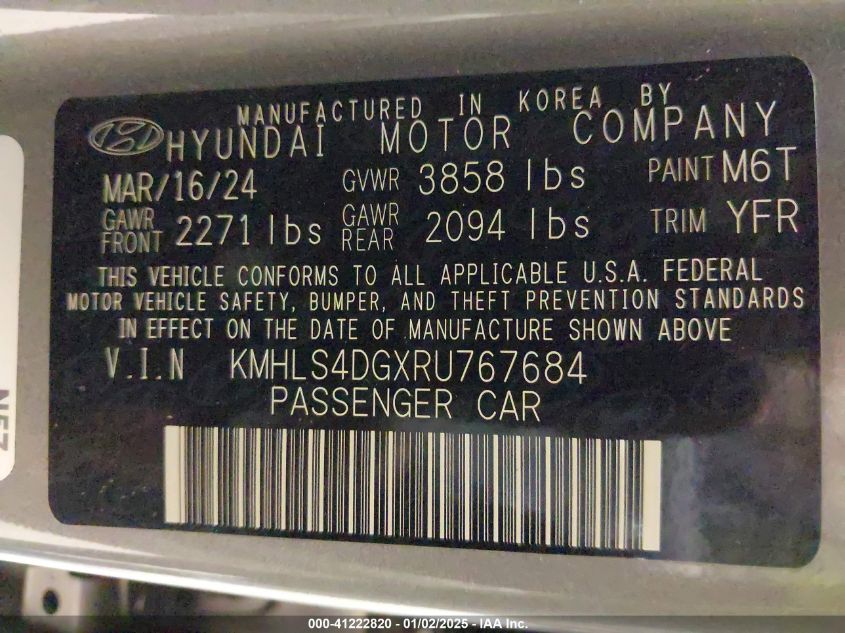 MANUFACTURED IN KOREA BY
HYUNDAI MOTOR COMPANY
MAR/16/24 GVWR 3858 lbs PAINT M6T
GAWR FRONT 2271 lbs GAWR REAR 2094 lbs TRIM YFR
THIS VEHICLE CONFORMS TO ALL APPLICABLE U.S.A. FEDERAL
MOTOR VEHICLE SAFETY, BUMPER, AND THEFT PREVENTION STANDARDS
IN EFFECT ON THE DATE OF MANUFACTURE SHOWN ABOVE
V.I.N KMHLS4DGXRU767684
PASSENGER CAR
000-41222820 - 01/02/2025 - IAA Inc.